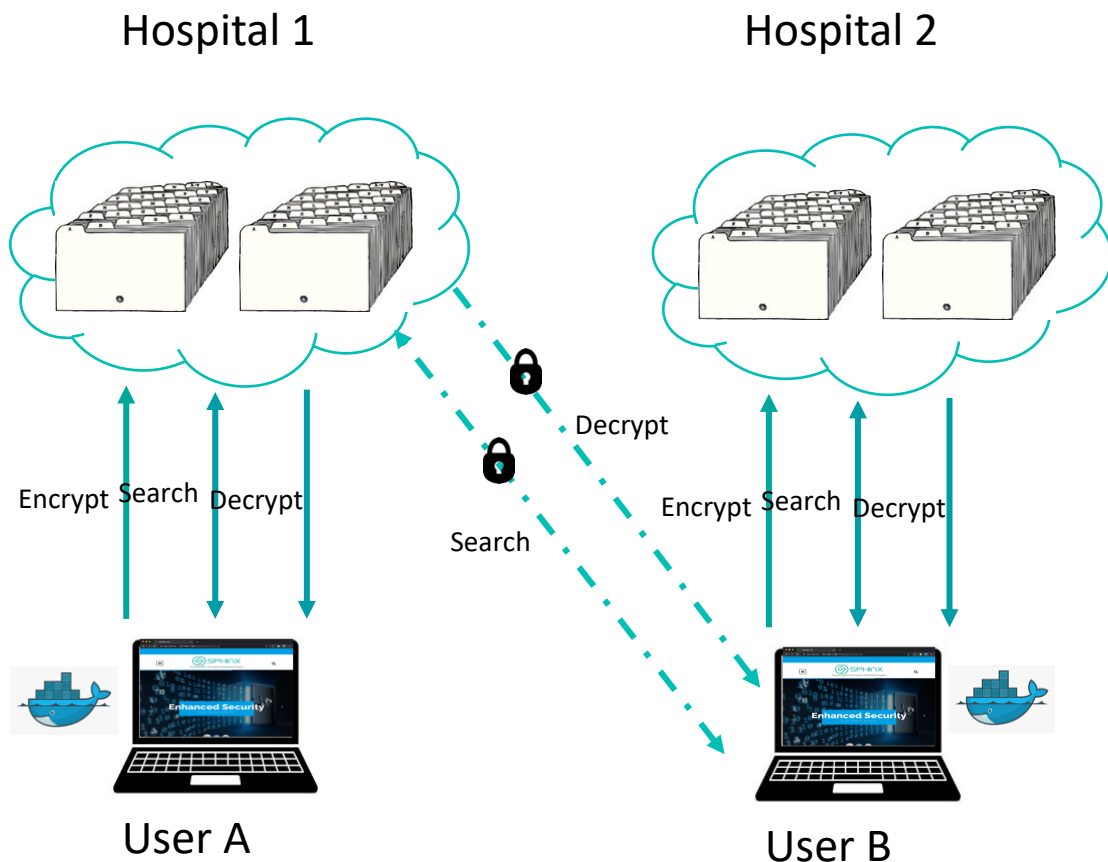 Hospital 1
Hospital 2
Decrypt
Encrypt
Search
Decrypt
Search
Encrypt
Search
Decrypt
SPHINX
Enhanced Security
SPHINX
Enhanced Security
User A
User B